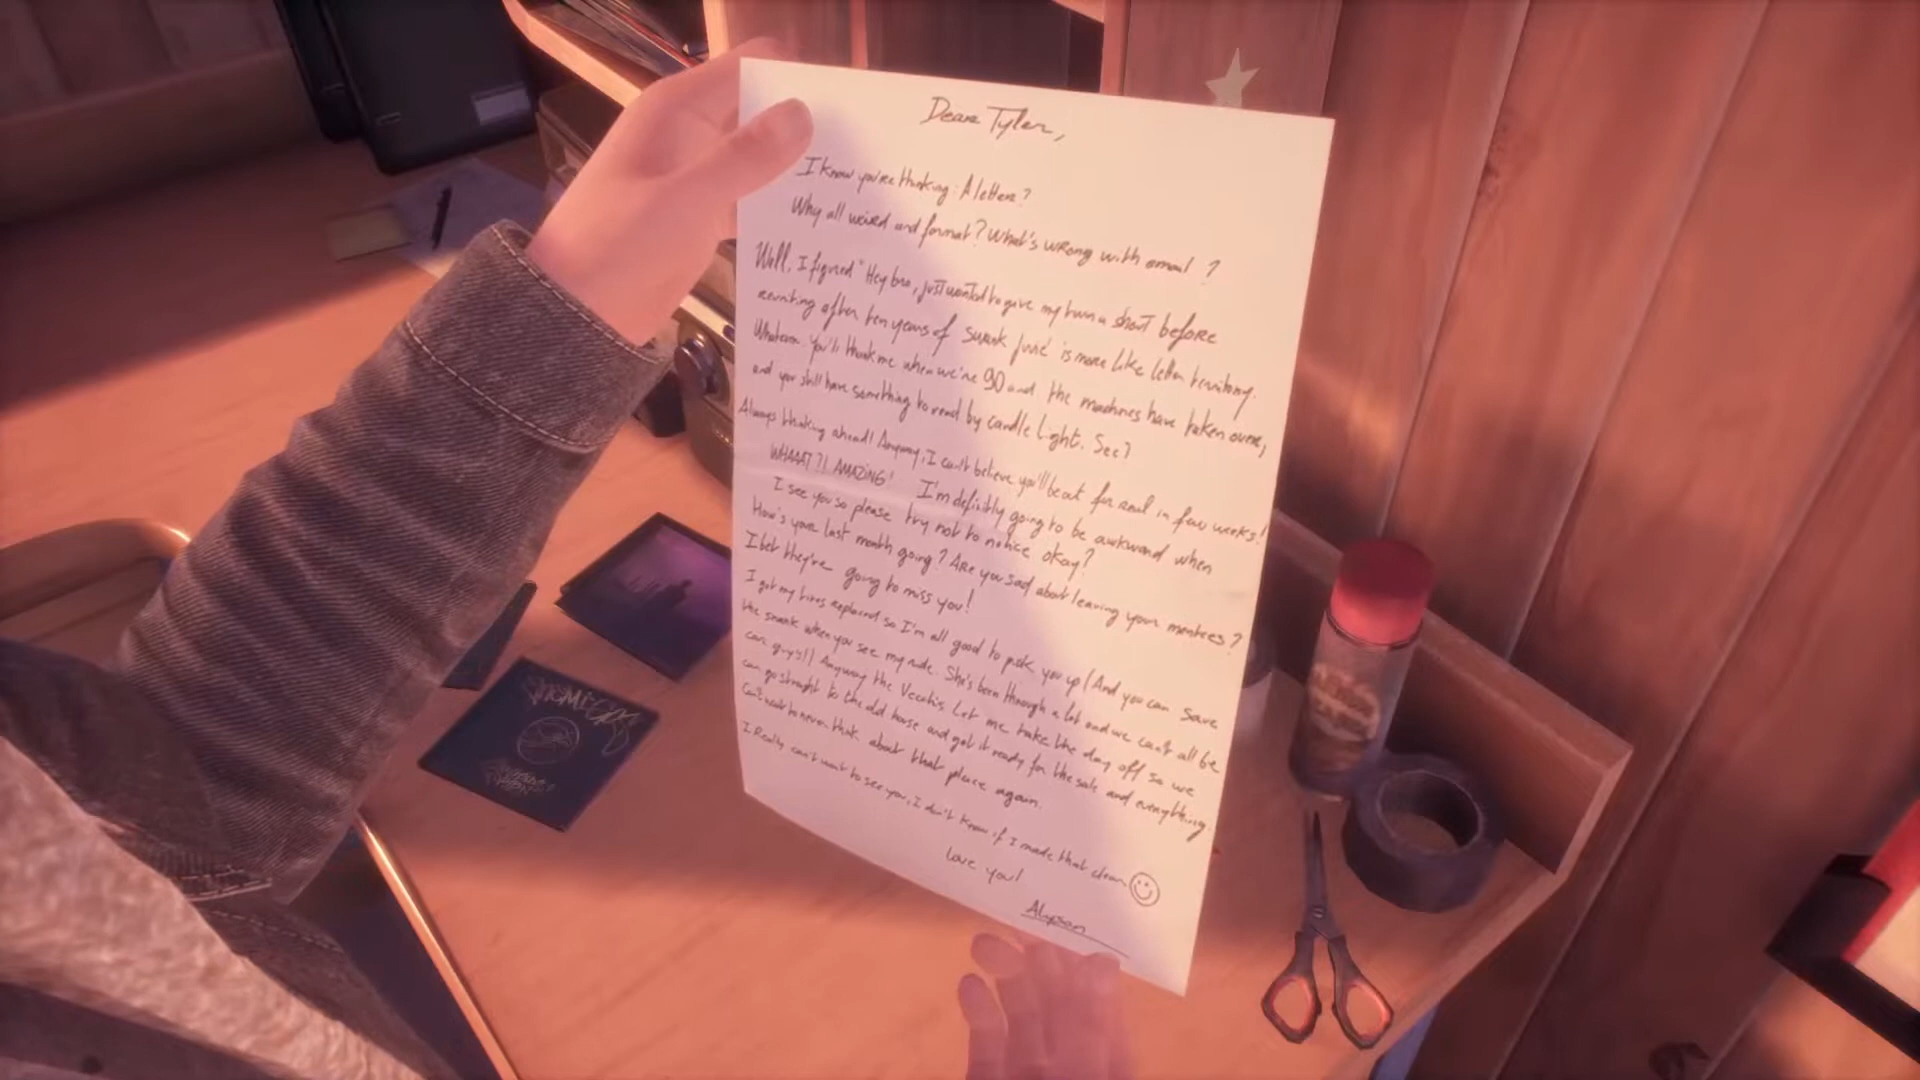 Dear Tyler,
I know you're thinking: A letter?
Why all weird and formal? What's wrong with email?
Well, I figured "Hey bro, just wanted to give my twin a shout before
reuniting after ten years of suck juvie" is more like letter territory.
Whatever. You'll thank me when we're 90 and the machines have taken over,
and you still have something to read by candle light. See?
Always thinking ahead! Anyway, I can't believe you'll be out for real in few weeks!
WHAAAT?! AMAZING! I'm definitly going to be awkward when
I see you so please try not to notice okay?
How's your last month going? Are you sad about leaving your mentees?
I bet they're going to miss you!
I got my tires replaced so I'm all good to pick you up (And you can save
the snark when you see my ride. She's been through a lot and we can't all be
car guys!) Anyway the Vecchis let me take the day off so we
can go straight to the old house and get it ready for the sale and everything.
Can't wait to never think about that place again.
I Really can't wait to see you, I don't know if I made that clear
love you!
Alyson